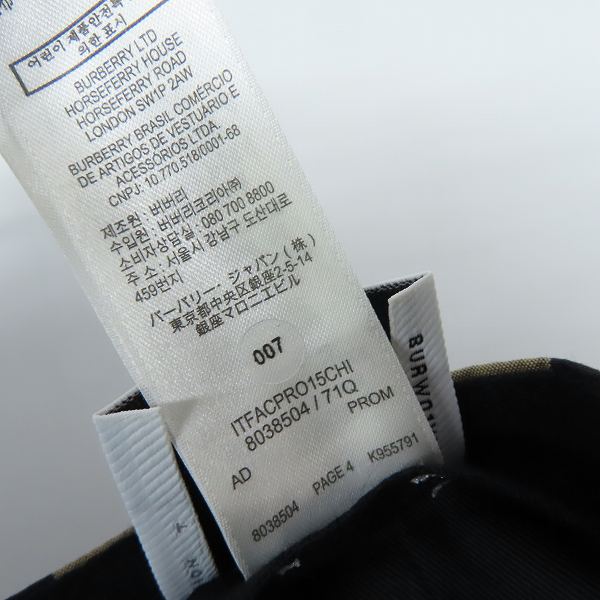 어린이 제품안전특
의한 표시
BURBERRY LTD
HORSEFERRY HOUSE
HORSEFERRY ROAD
LONDON SW1P 2AW
BURBERRY BRASIL COMÉRCIO
DE ARTIGOS DE VESTUÁRIO E
ACESSÓRIOS LTDA.
CNPJ: 10.770.518/0001-68
제조원 : 버버리
수입원 : 버버리코리아(주)
소비자상담실 : 080 700 8800
주 소 : 서울시 강남구 도산대로
459번지
バーバリー・ジャパン(株)
東京都中央区銀座2-5-14
銀座マロニエビル
007
ITFACPRO15CHI
8038504 / 71Q
AD PROM
8038504 PAGE 4 K955791
BURWO